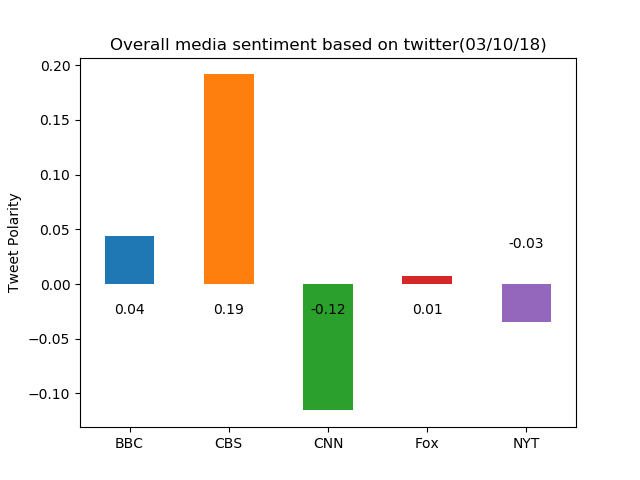 Overall media sentiment based on twitter(03/10/18)
0.20
0.15
0.10
0.05
0.00
−0.05
−0.10
Tweet Polarity
-0.03
0.04 0.19 -0.12 0.01
BBC CBS CNN Fox NYT